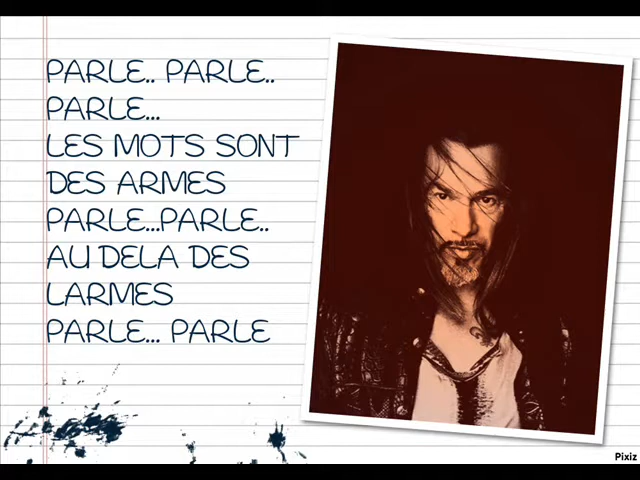 PARLE.. PARLE..
PARLE...
LES MOTS SONT
DES ARMES
PARLE...PARLE..
AU DELA DES
LARMES
PARLE... PARLE
Pixiz